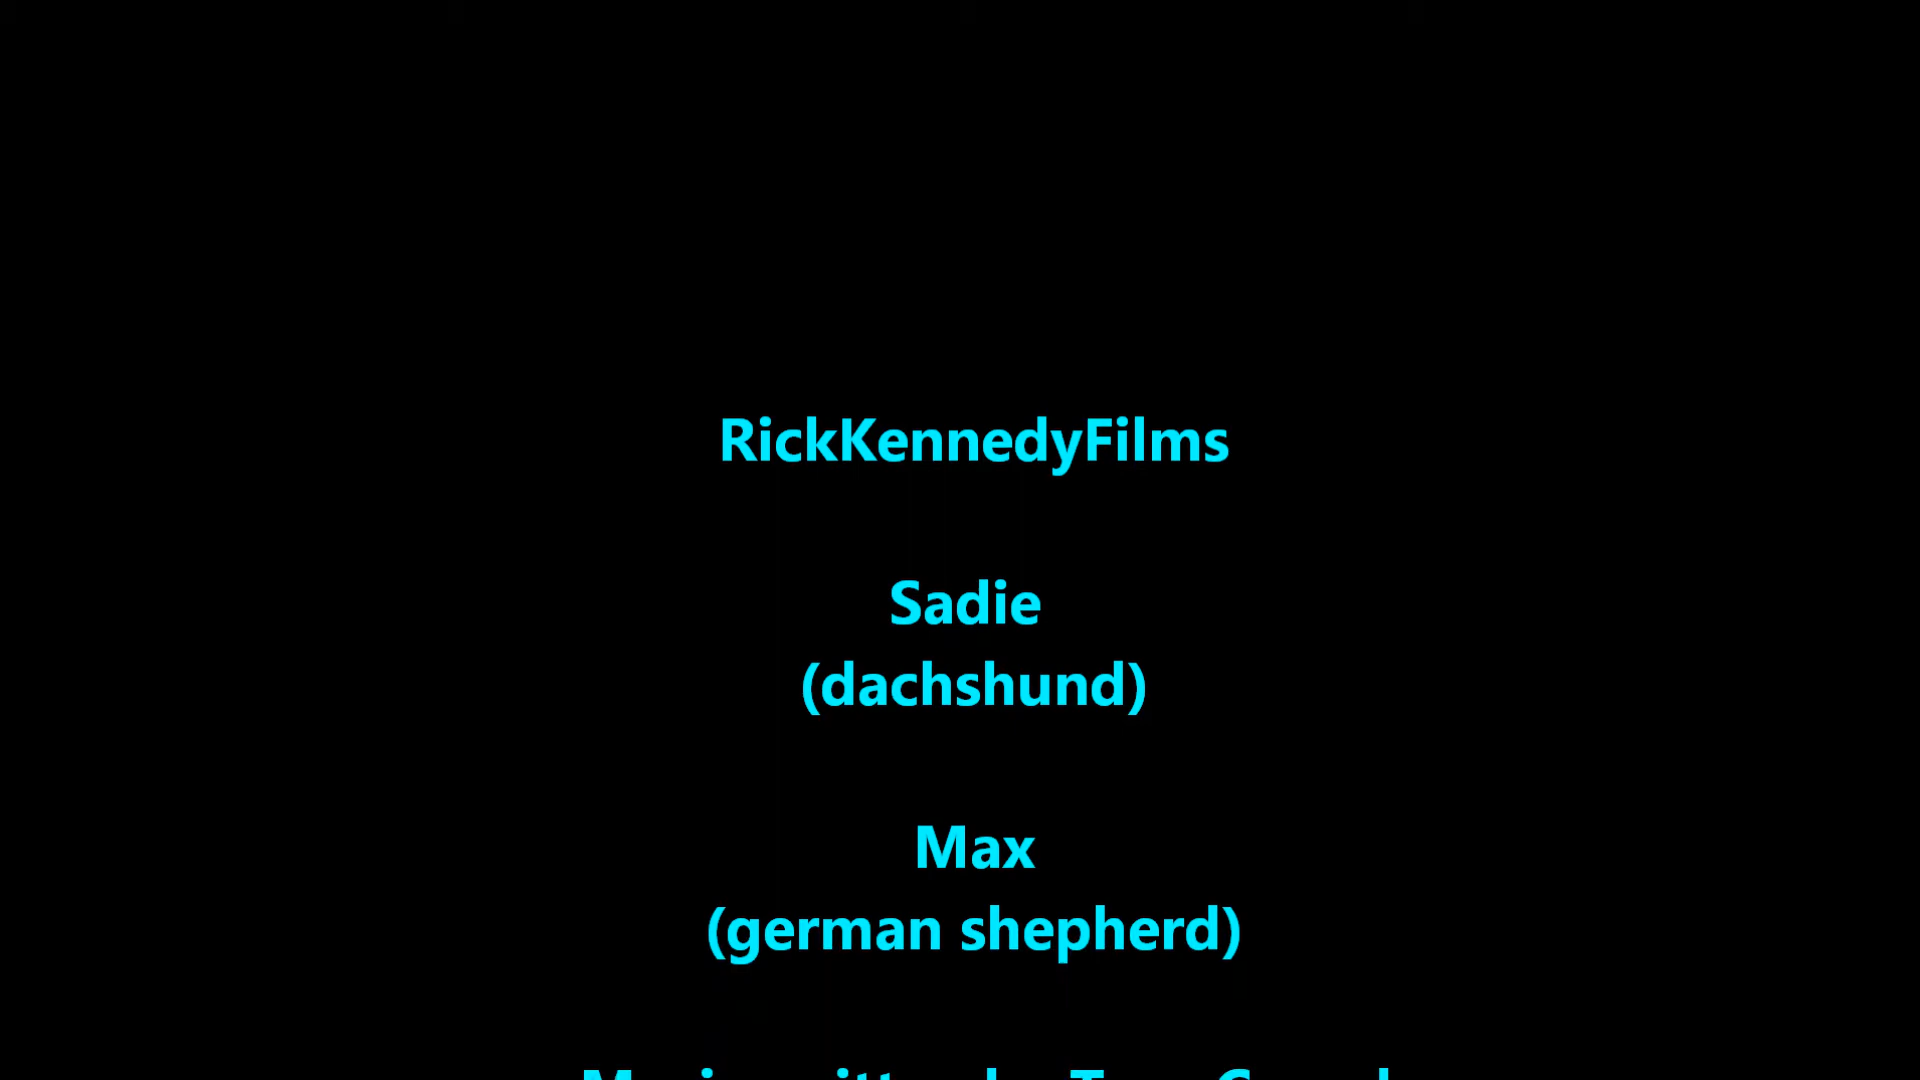 RickKennedyFilms
Sadie
(dachshund)
Max
(german shepherd)